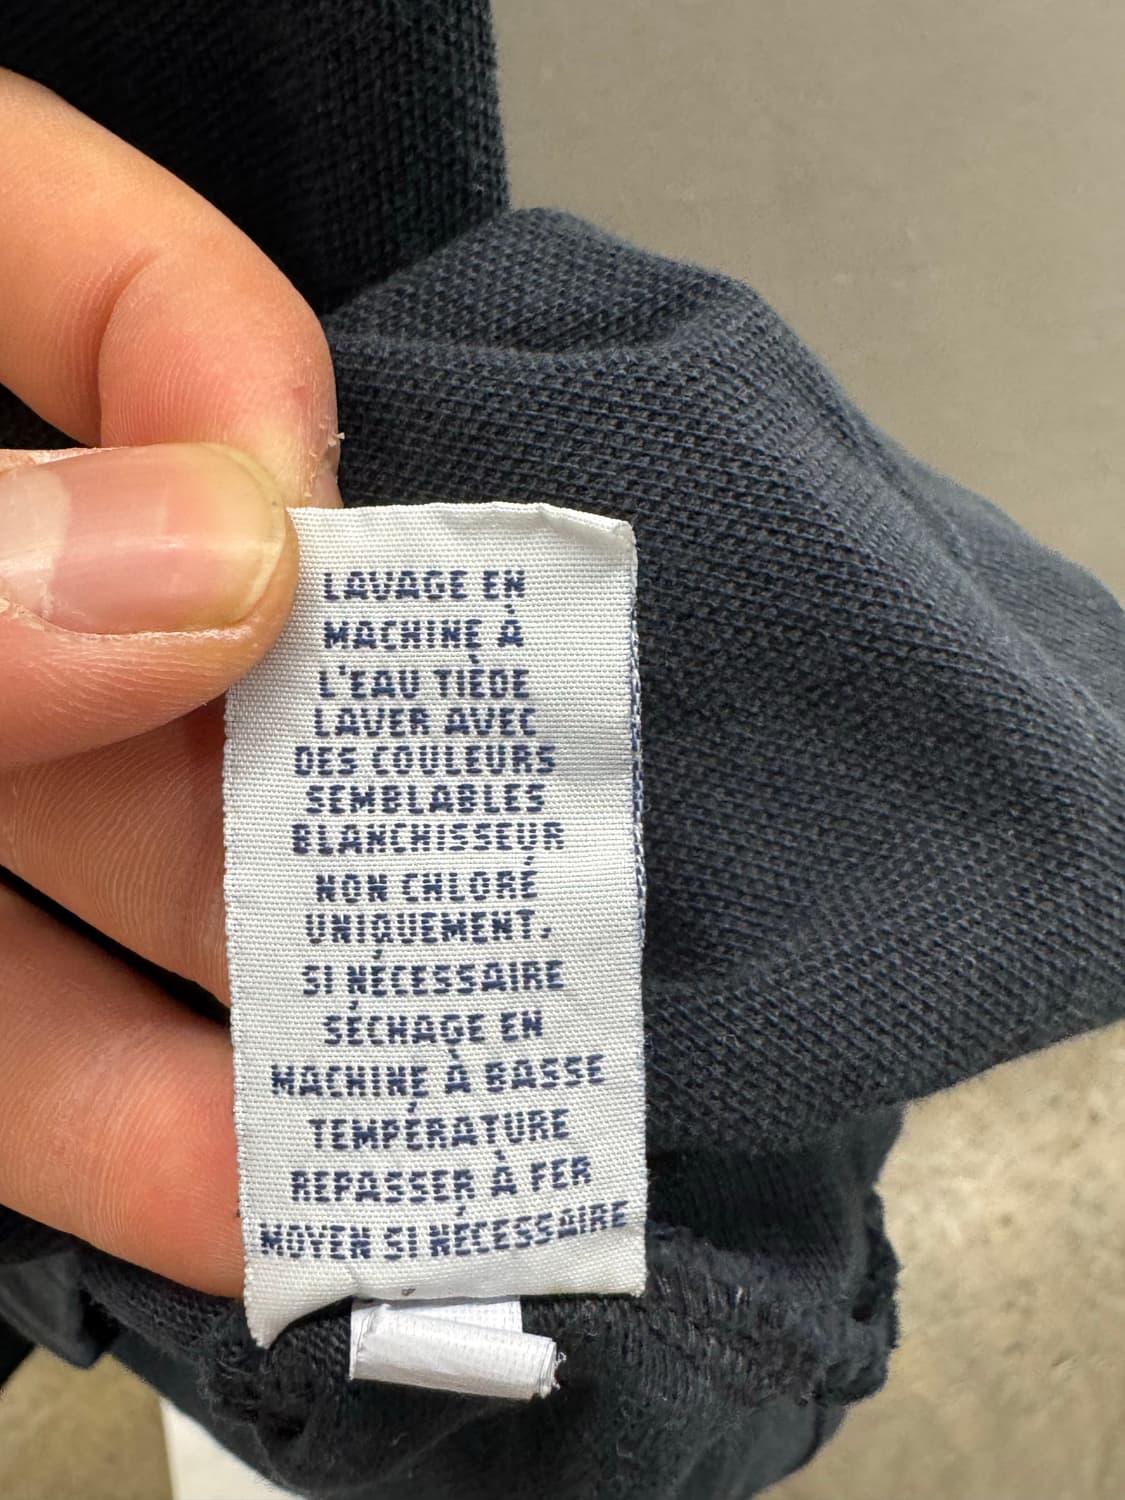 LAVAGE EN
MACHINE À
L'EAU TIÈDE
LAVER AVEC
DES COULEURS
SEMBLABLES
BLANCHISSEUR
NON CHLORÉ
UNIQUEMENT,
SI NÉCESSAIRE
SÉCHAGE EN
MACHINE À BASSE
TEMPÉRATURE
REPASSER À FER
MOYEN SI NÉCESSAIRE